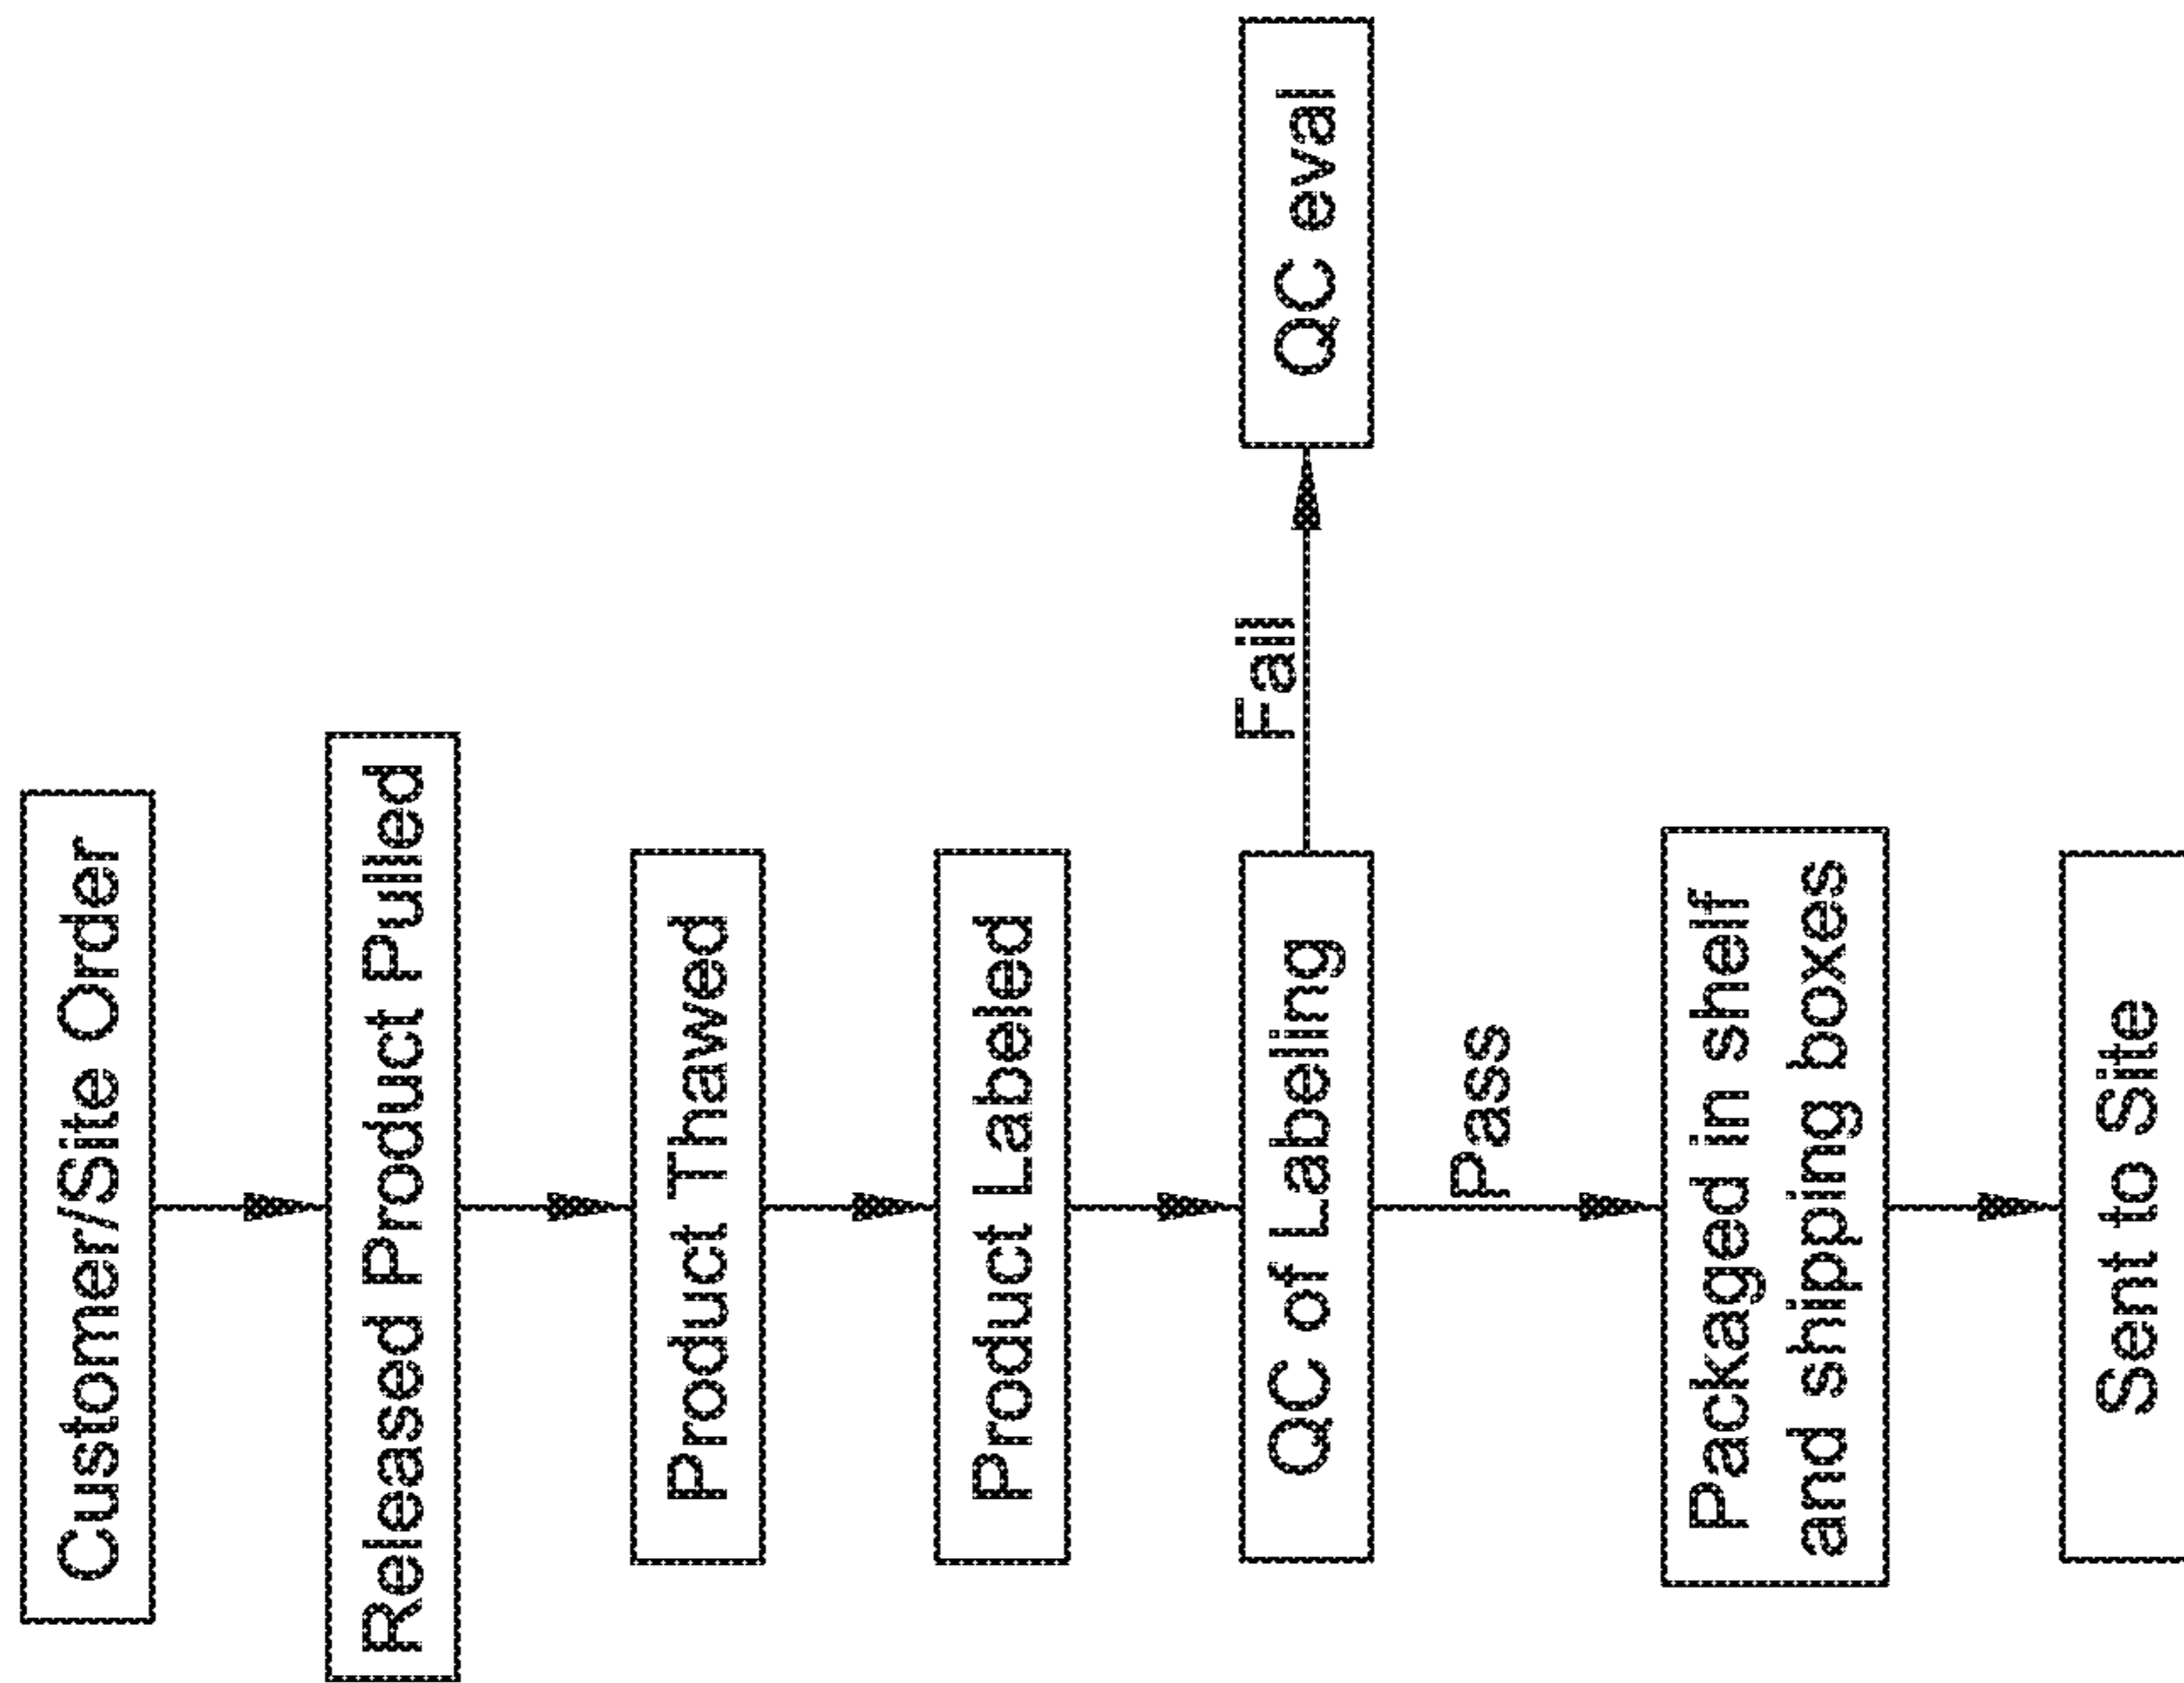 Customer/Site Order
Released Product Pulled
Product Thawed
Product Labeled
QC of Labeling
Fail
QC eval
Pass
Packaged in shelf
and shipping boxes
Sent to Site